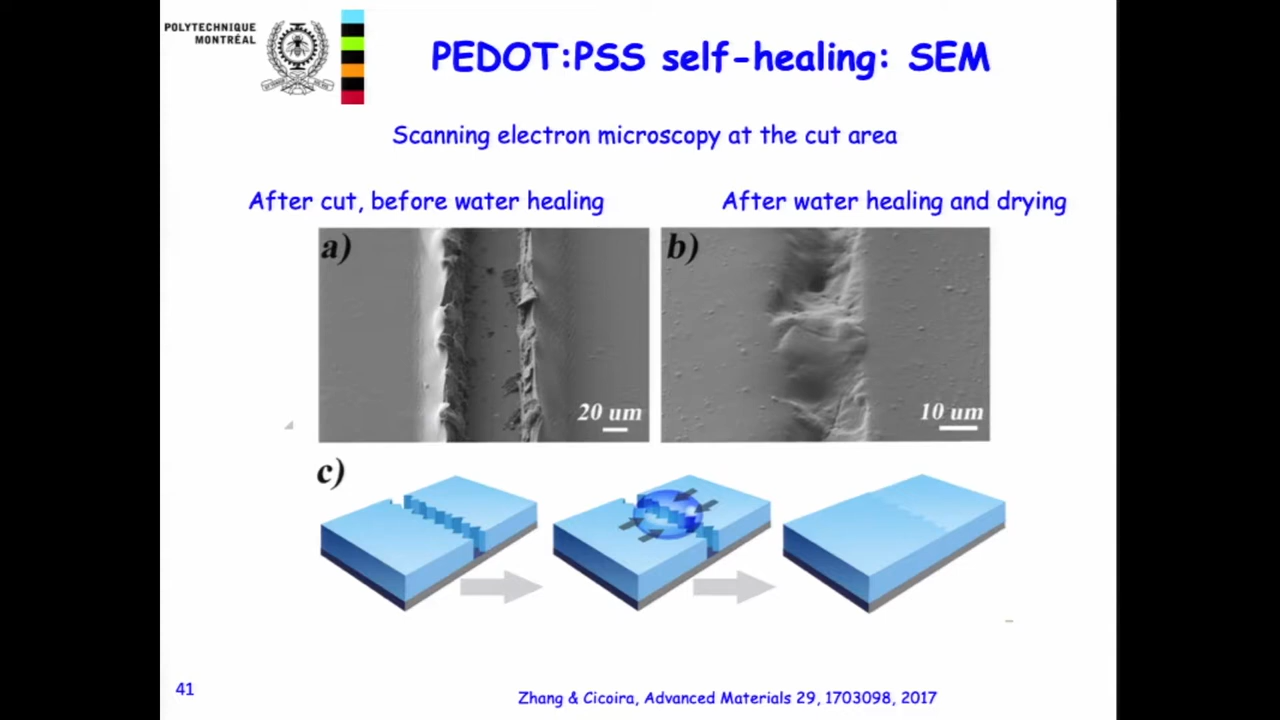 POLYTECHNIQUE
MONTRÉAL
PEDOT:PSS self-healing: SEM
Scanning electron microscopy at the cut area
After cut, before water healing
After water healing and drying
a)
b)
20 um
10 um
c)
41
Zhang & Cicoira, Advanced Materials 29, 1703098, 2017